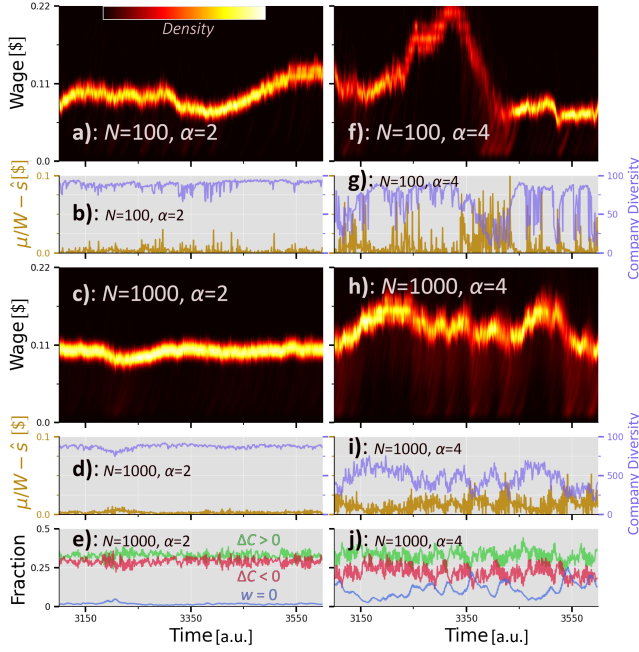 Density
Wage [$]
0.22
0.11
0.0
a): N=100, α=2
f): N=100, α=4
μ/W − ŝ [$]
0.1
0
b): N=100, α=2
g): N=100, α=4
100
50
0
Company Diversity
Wage [$]
0.22
0.11
0.0
c): N=1000, α=2
h): N=1000, α=4
μ/W − ŝ [$]
0.1
0
d): N=1000, α=2
i): N=1000, α=4
1000
500
0
Company Diversity
Fraction
0.5
0.25
0
e): N=1000, α=2
ΔC > 0
ΔC < 0
w = 0
j): N=1000, α=4
3150
3350
3550
3150
3350
3550
Time [a.u.]
Time [a.u.]